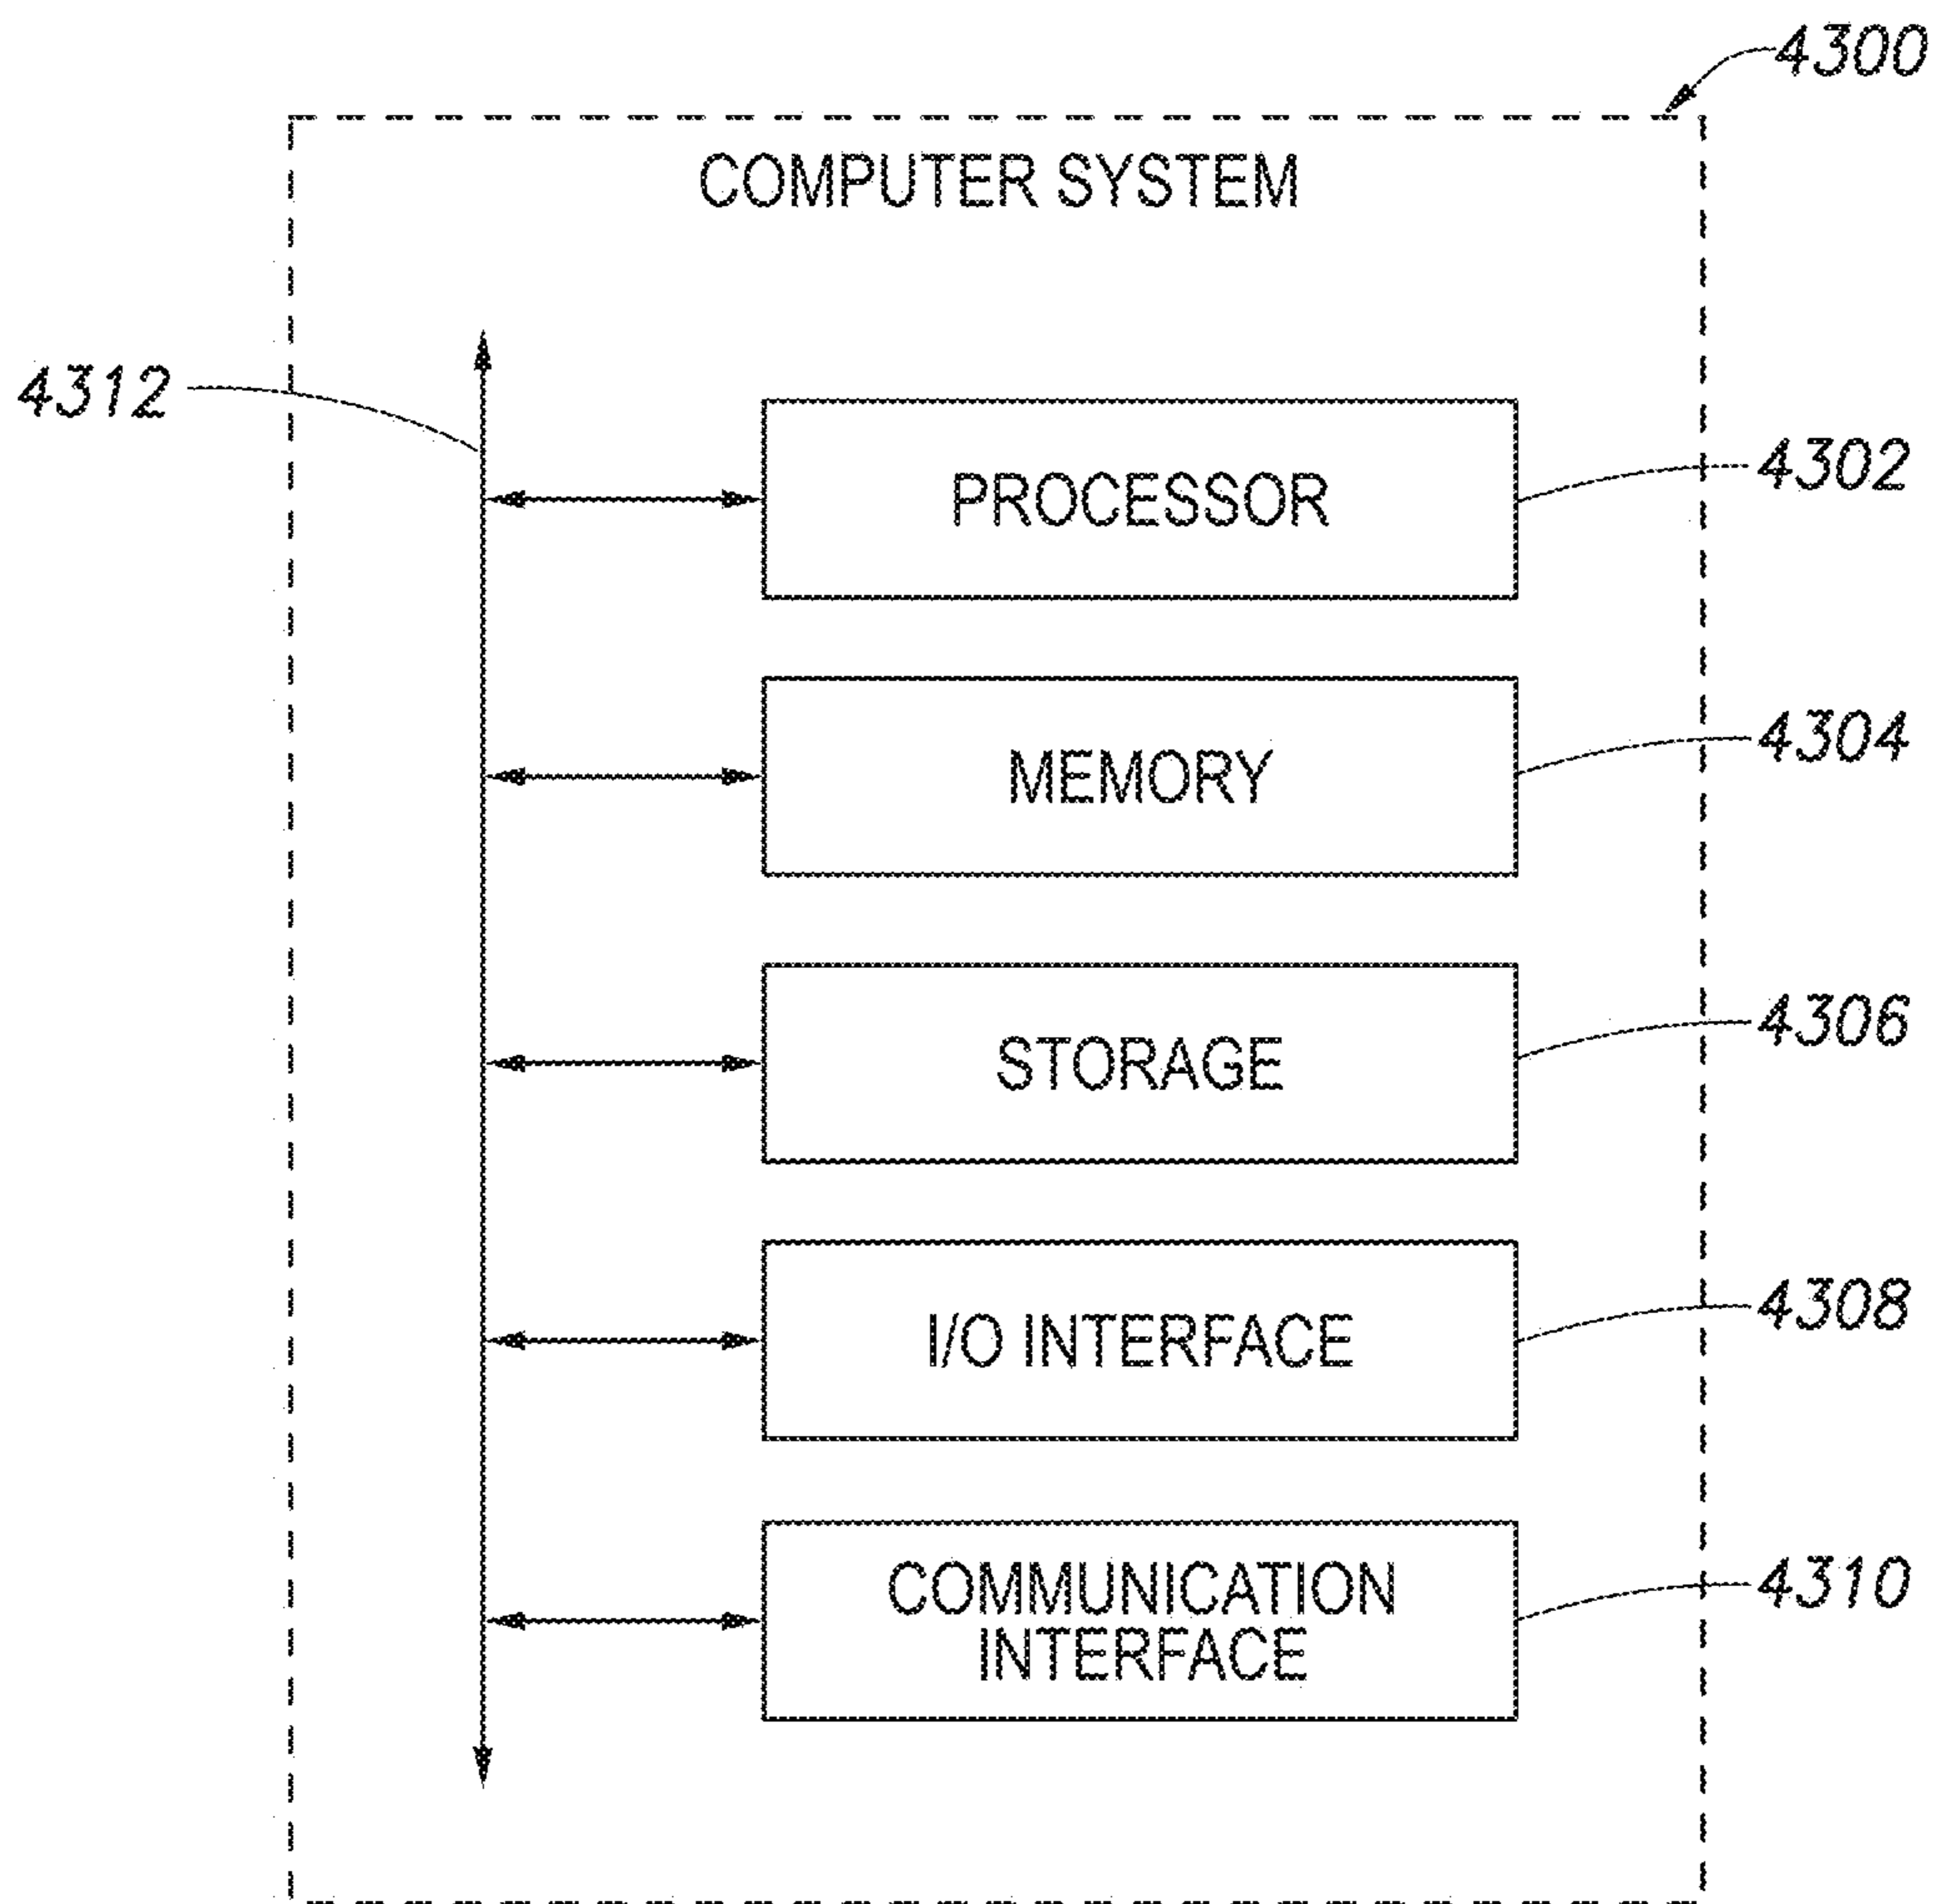 4300
COMPUTER SYSTEM
4312
PROCESSOR
4302
MEMORY
4304
STORAGE
4306
I/O INTERFACE
4308
COMMUNICATION
INTERFACE
4310